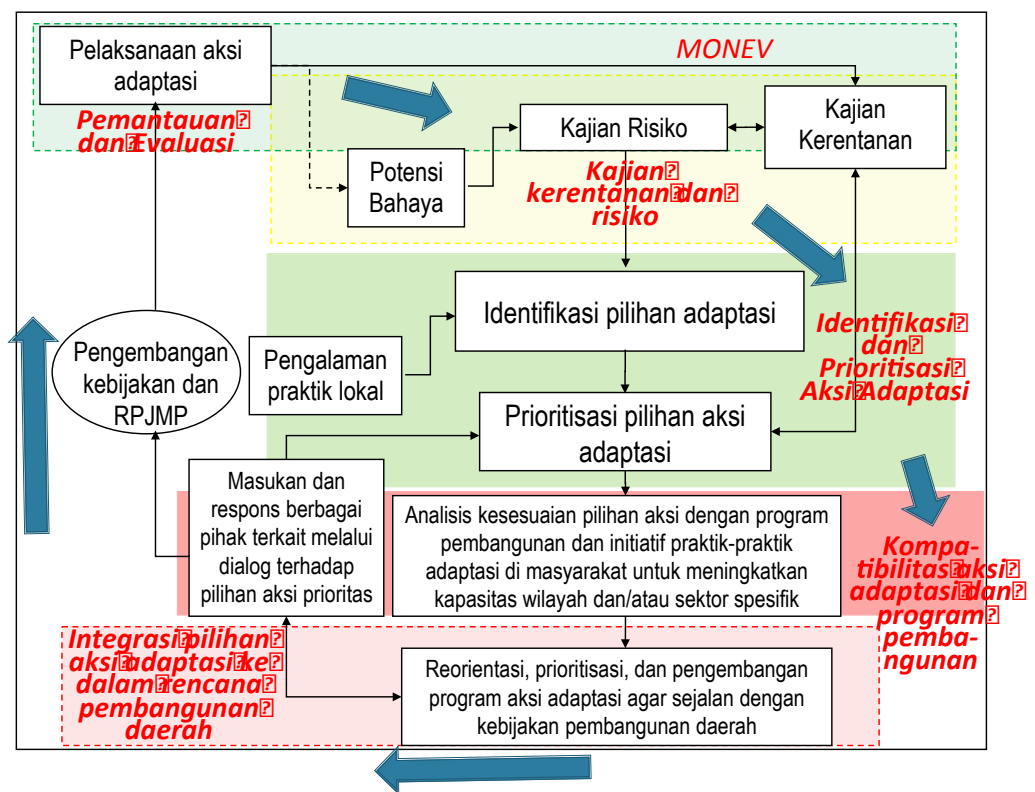 Pelaksanaan aksi
adaptasi
MONEV
Pemantauan
dan Evaluasi
Kajian Risiko
Kajian
Kerentanan
Potensi
Bahaya
Kajian
kerentanan dan
risiko
Identifikasi pilihan adaptasi
Identifikasi
dan
Prioritisasi
Aksi Adaptasi
Pengembangan
kebijakan dan
RPJMP
Pengalaman
praktik lokal
Prioritisasi pilihan aksi
adaptasi
Masukan dan
respons berbagai
pihak terkait melalui
dialog terhadap
pilihan aksi prioritas
Analisis kesesuaian pilihan aksi dengan program
pembangunan dan initiatif praktik-praktik
adaptasi di masyarakat untuk meningkatkan
kapasitas wilayah dan/atau sektor spesifik
Kompa-
tibilitas aksi
adaptasi dan
program
pemba-
ngunan
Integrasi pilihan
aksi adaptasi ke
dalam rencana
pembangunan
daerah
Reorientasi, prioritisasi, dan pengembangan
program aksi adaptasi agar sejalan dengan
kebijakan pembangunan daerah